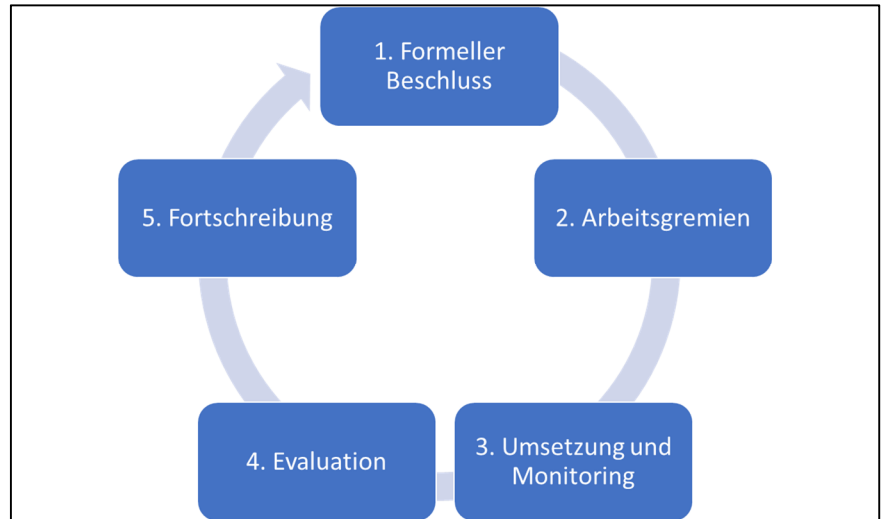 1. Formeller
Beschluss
2. Arbeitsgremien
3. Umsetzung und
Monitoring
4. Evaluation
5. Fortschreibung